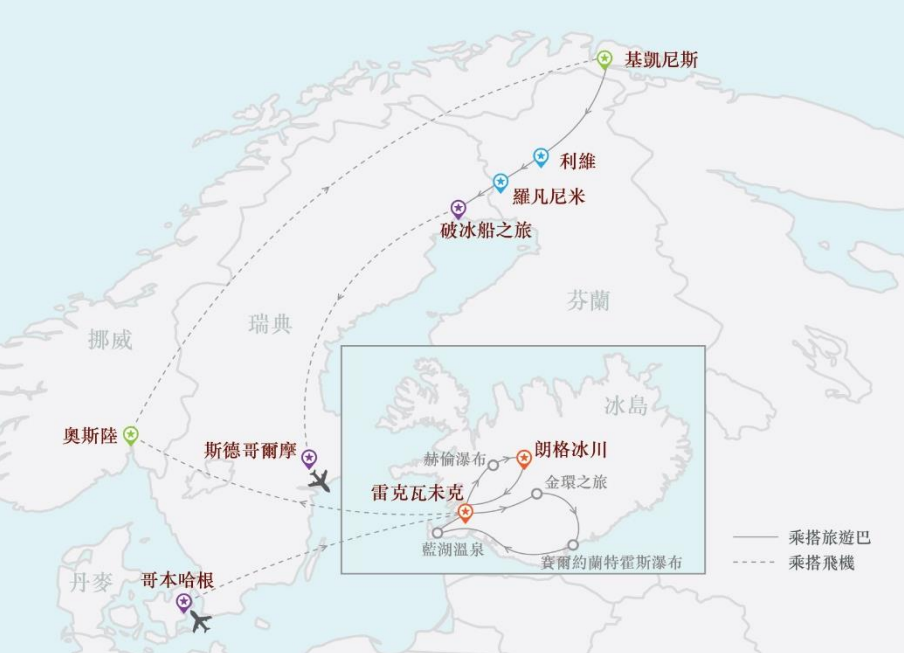 基凱尼斯
利維
羅凡尼米
破冰船之旅
芬蘭
瑞典
挪威
冰島
奧斯陸
斯德哥爾摩
赫倫瀑布
朗格冰川
金環之旅
雷克瓦未克
藍湖溫泉
賽爾約蘭特霍斯瀑布
乘搭旅遊巴
乘搭飛機
丹麥
哥本哈根